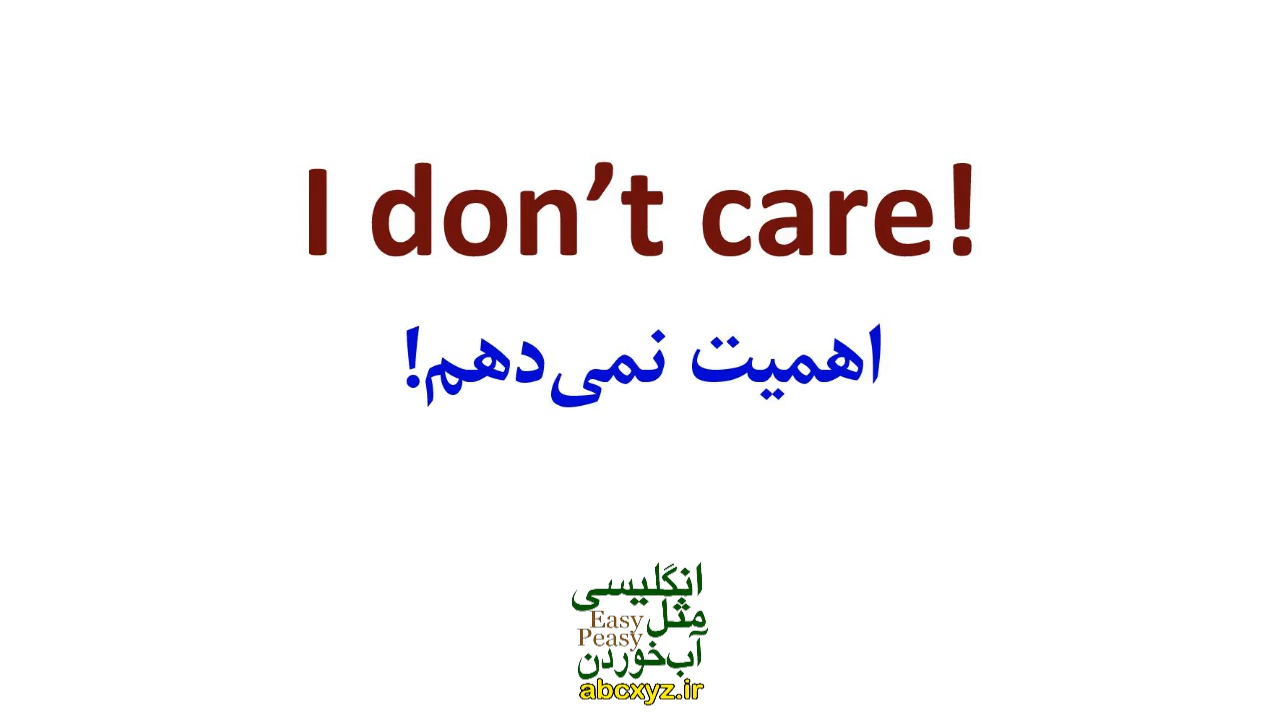 I don’t care!
اهمیت نمی‌دهم!
انگلیسی
مثل
Easy
Peasy
آب‌خوردن
abcxyz.ir